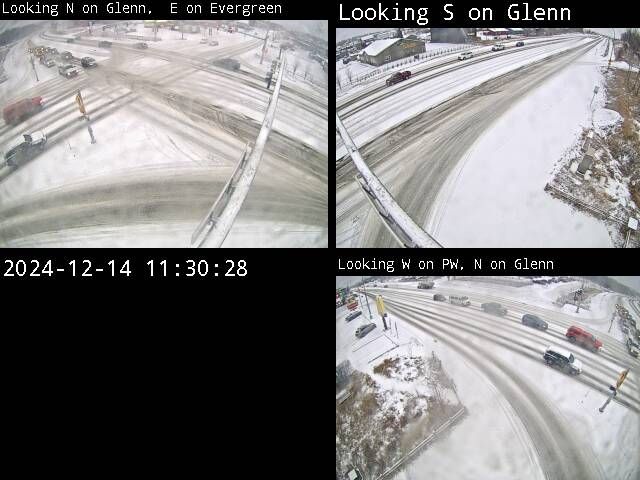 Looking N on Glenn,  E on Evergreen
Looking S on Glenn
2024-12-14 11:30:28
Looking W on PW, N on Glenn